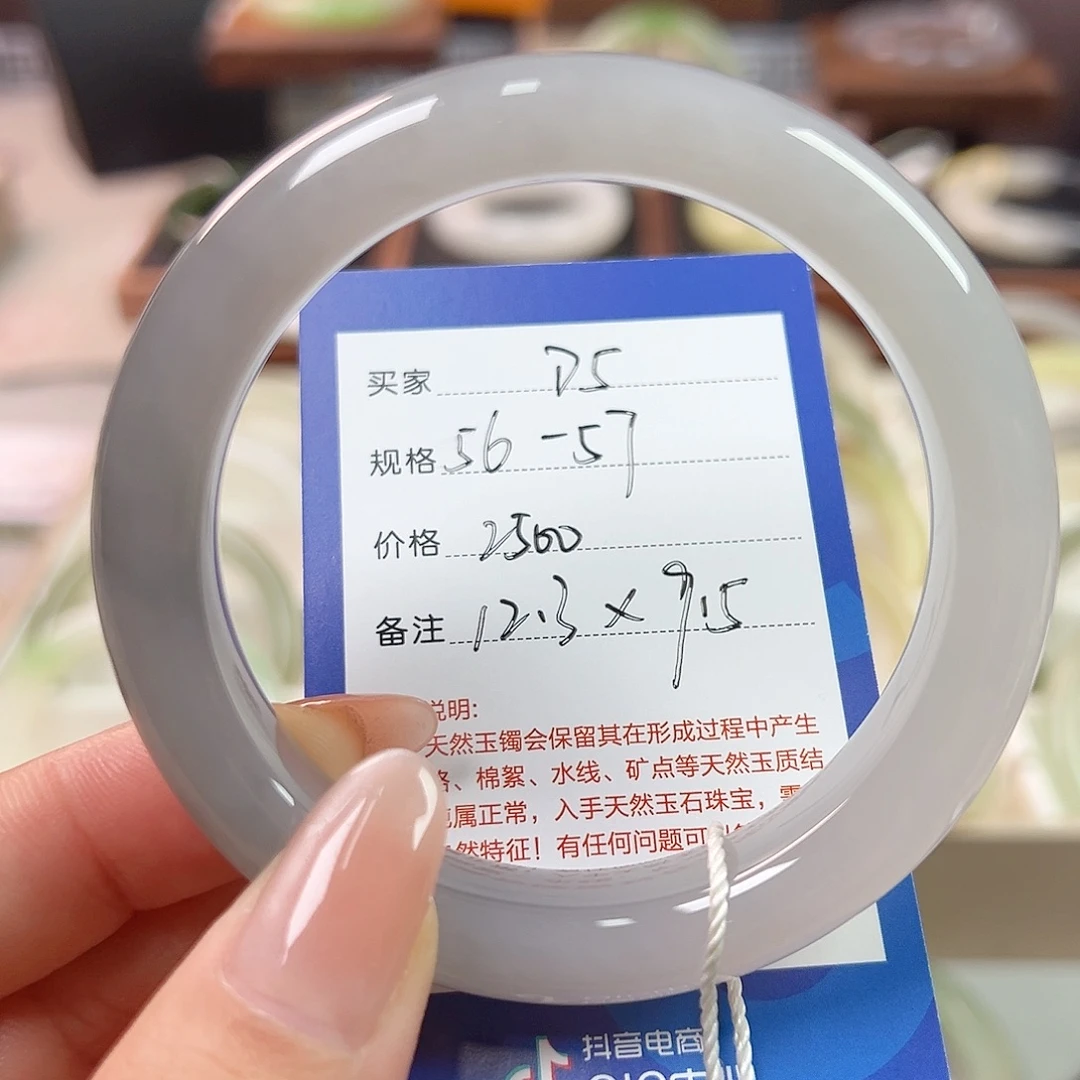 买家 D5
规格 56-57
价格 2500
备注 12.3×9.5
说明:
天然玉镯会保留其在形成过程中产生
、棉絮、水线、矿点等天然玉质结
属正常，入手天然玉石珠宝，
然特征！有任何问题可
抖音电商